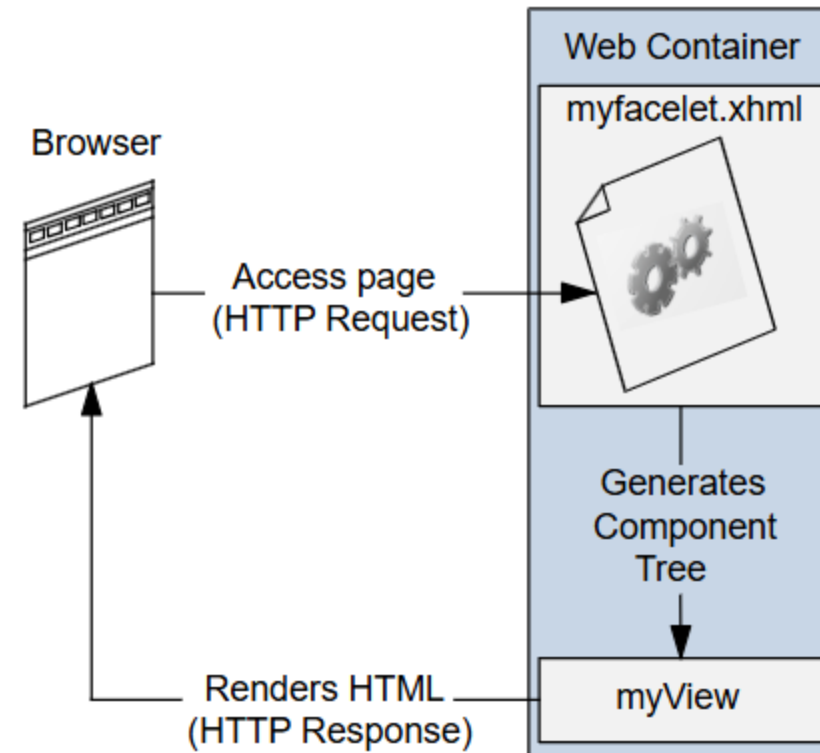 Web Container
myfacelet.xhml
Browser
Access page
(HTTP Request)
Generates
Component
Tree
Renders HTML
(HTTP Response)
myView